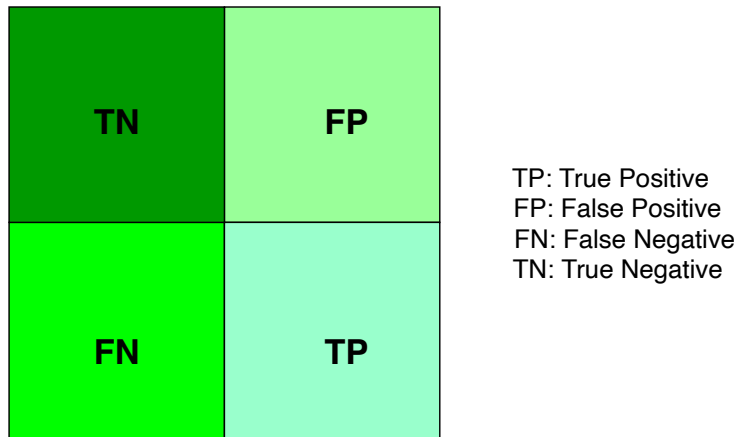 TN
FP
FN
TP
TP: True Positive
FP: False Positive
FN: False Negative
TN: True Negative